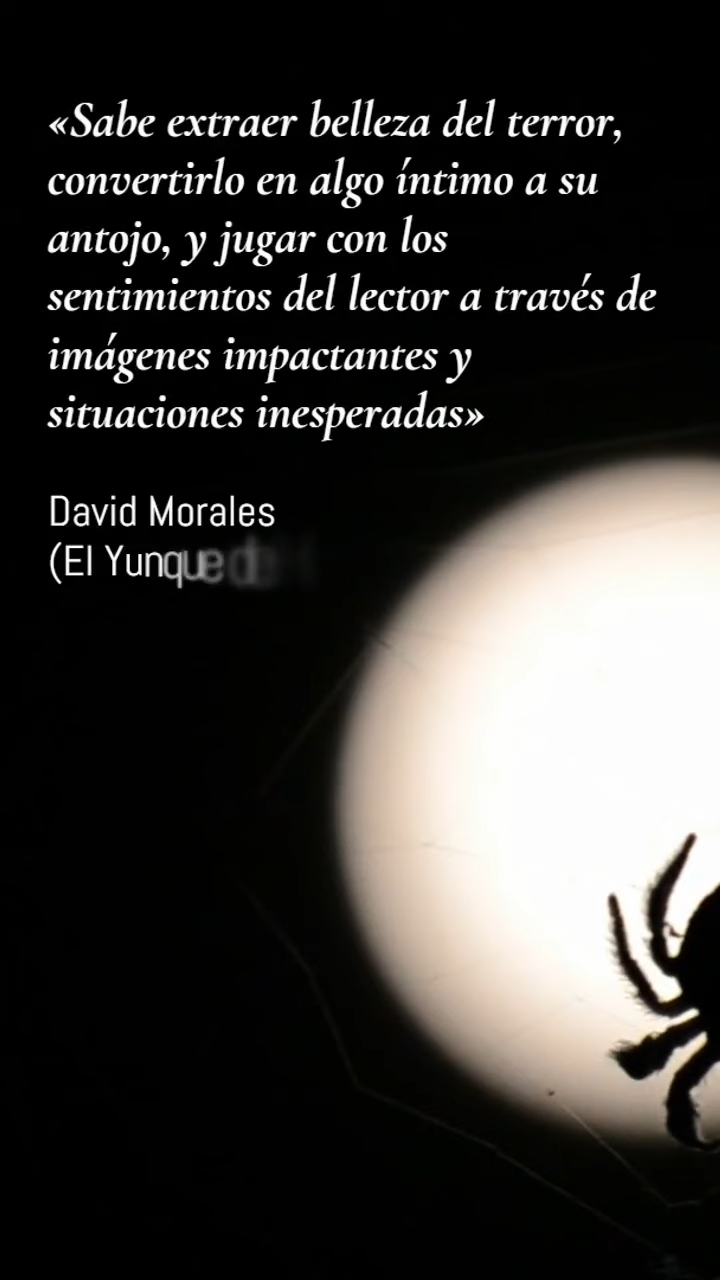 «Sabe extraer belleza del terror,
convertirlo en algo íntimo a su
antojo, y jugar con los
sentimientos del lector a través de
imágenes impactantes y
situaciones inesperadas»
David Morales
(El Yunque